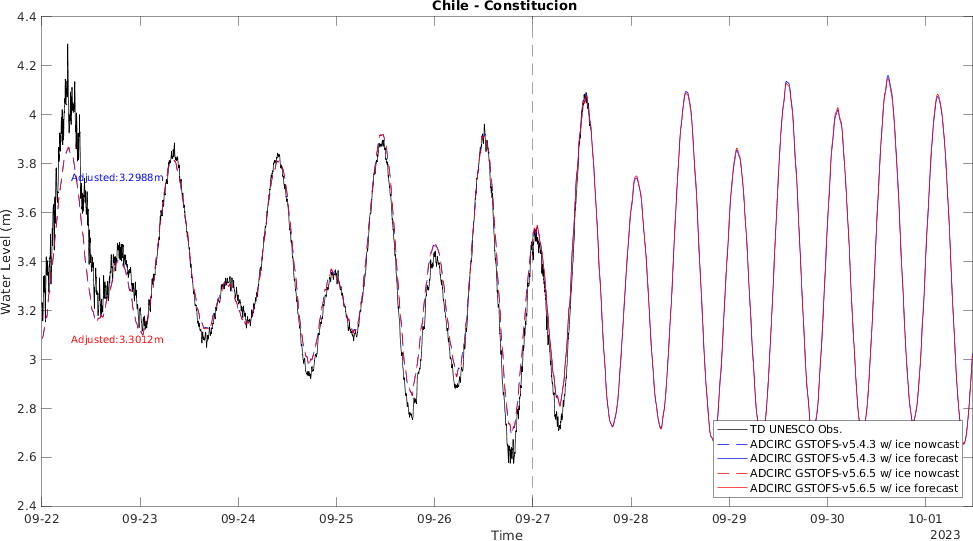 Chile - Constitucion
4.4
4.2
4
3.8
3.6
3.4
3.2
3
2.8
2.6
2.4
Water Level (m)
Adjusted:3.2988m
Adjusted:3.3012m
TD UNESCO Obs.
ADCIRC GSTOFS-v5.4.3 w/ ice nowcast
ADCIRC GSTOFS-v5.4.3 w/ ice forecast
ADCIRC GSTOFS-v5.6.5 w/ ice nowcast
ADCIRC GSTOFS-v5.6.5 w/ ice forecast
09-22 09-23 09-24 09-25 09-26 09-27 09-28 09-29 09-30 10-01
Time
2023